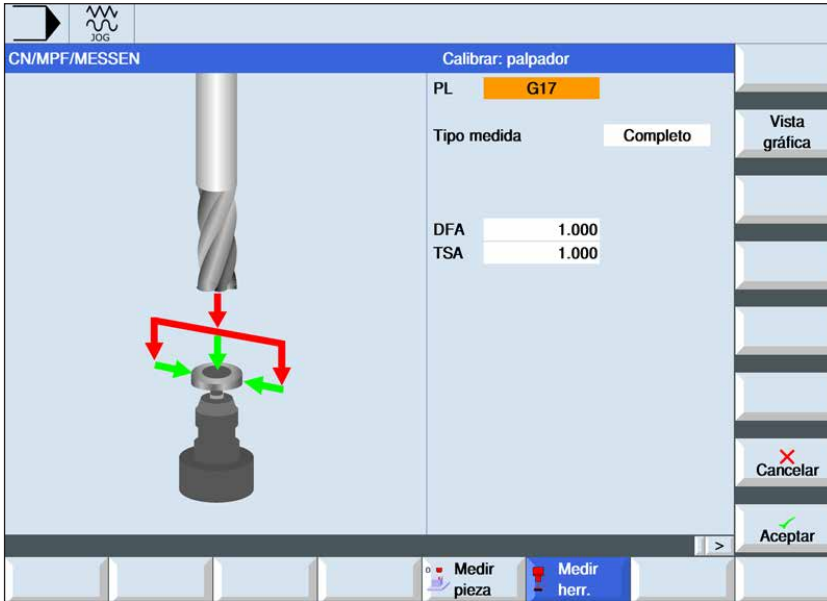 JOG
CN/MPF/MESSEN
Calibrar: palpador
PL G17
Vista
gráfica
Tipo medida Completo
DFA 1.000
TSA 1.000
Cancelar
Aceptar
>
Medir
pieza
Medir
herr.